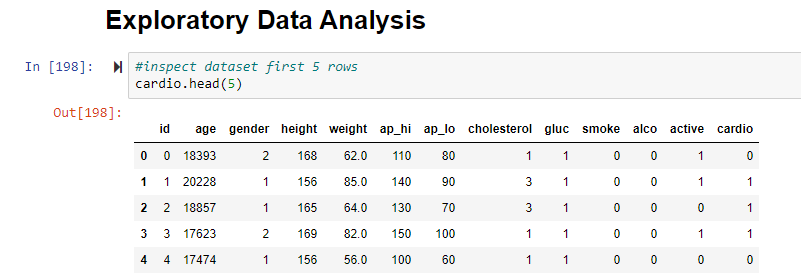 Exploratory Data Analysis
In [198]: #inspect dataset first 5 rows
cardio.head(5)
Out[198]:
id age gender height weight ap_hi ap_lo cholesterol gluc smoke alco active cardio
0 0 18393 2 168 62.0 110 80 1 1 0 0 1 0
1 1 20228 1 156 85.0 140 90 3 1 0 0 1 1
2 2 18857 1 165 64.0 130 70 3 1 0 0 0 1
3 3 17623 2 169 82.0 150 100 1 1 0 0 1 1
4 4 17474 1 156 56.0 100 60 1 1 0 0 0 0